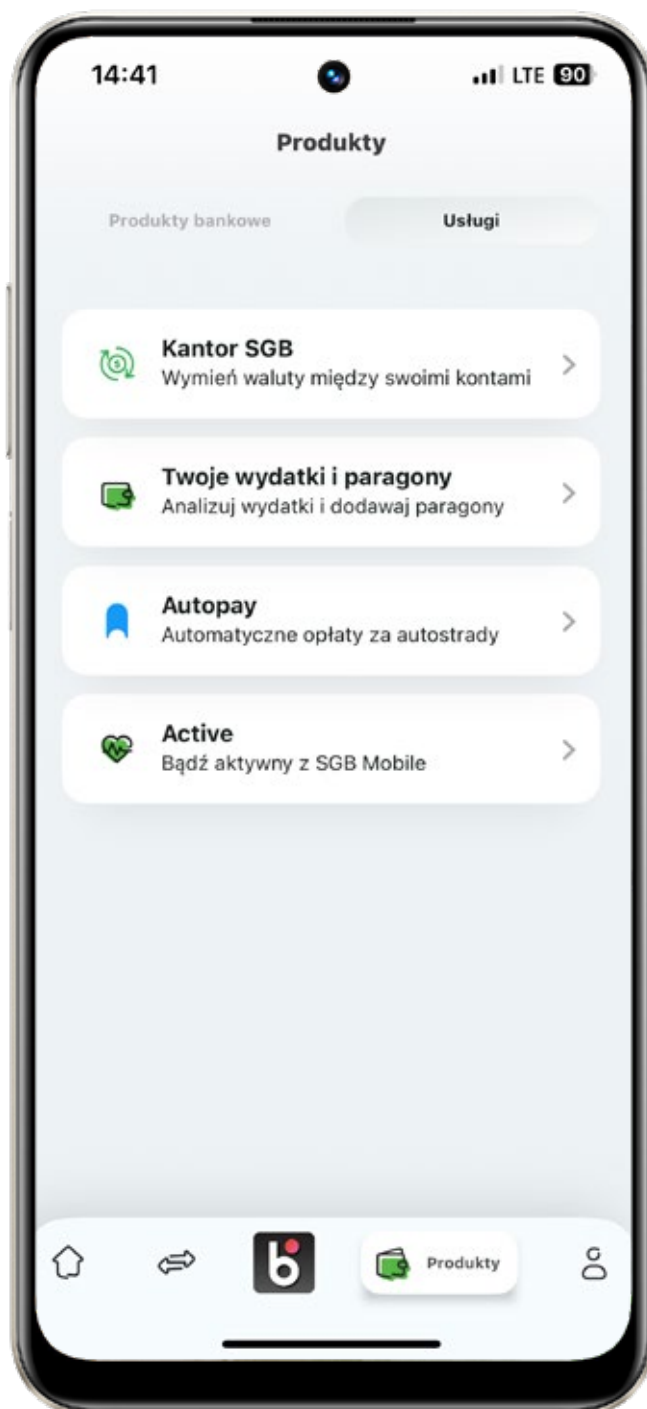 14:41
LTE 90
Produkty
Produkty bankowe
Usługi
Kantor SGB
Wymień waluty między swoimi kontami
Twoje wydatki i paragony
Analizuj wydatki i dodawaj paragony
Autopay
Automatyczne opłaty za autostrady
Active
Bądź aktywny z SGB Mobile
b
Produkty